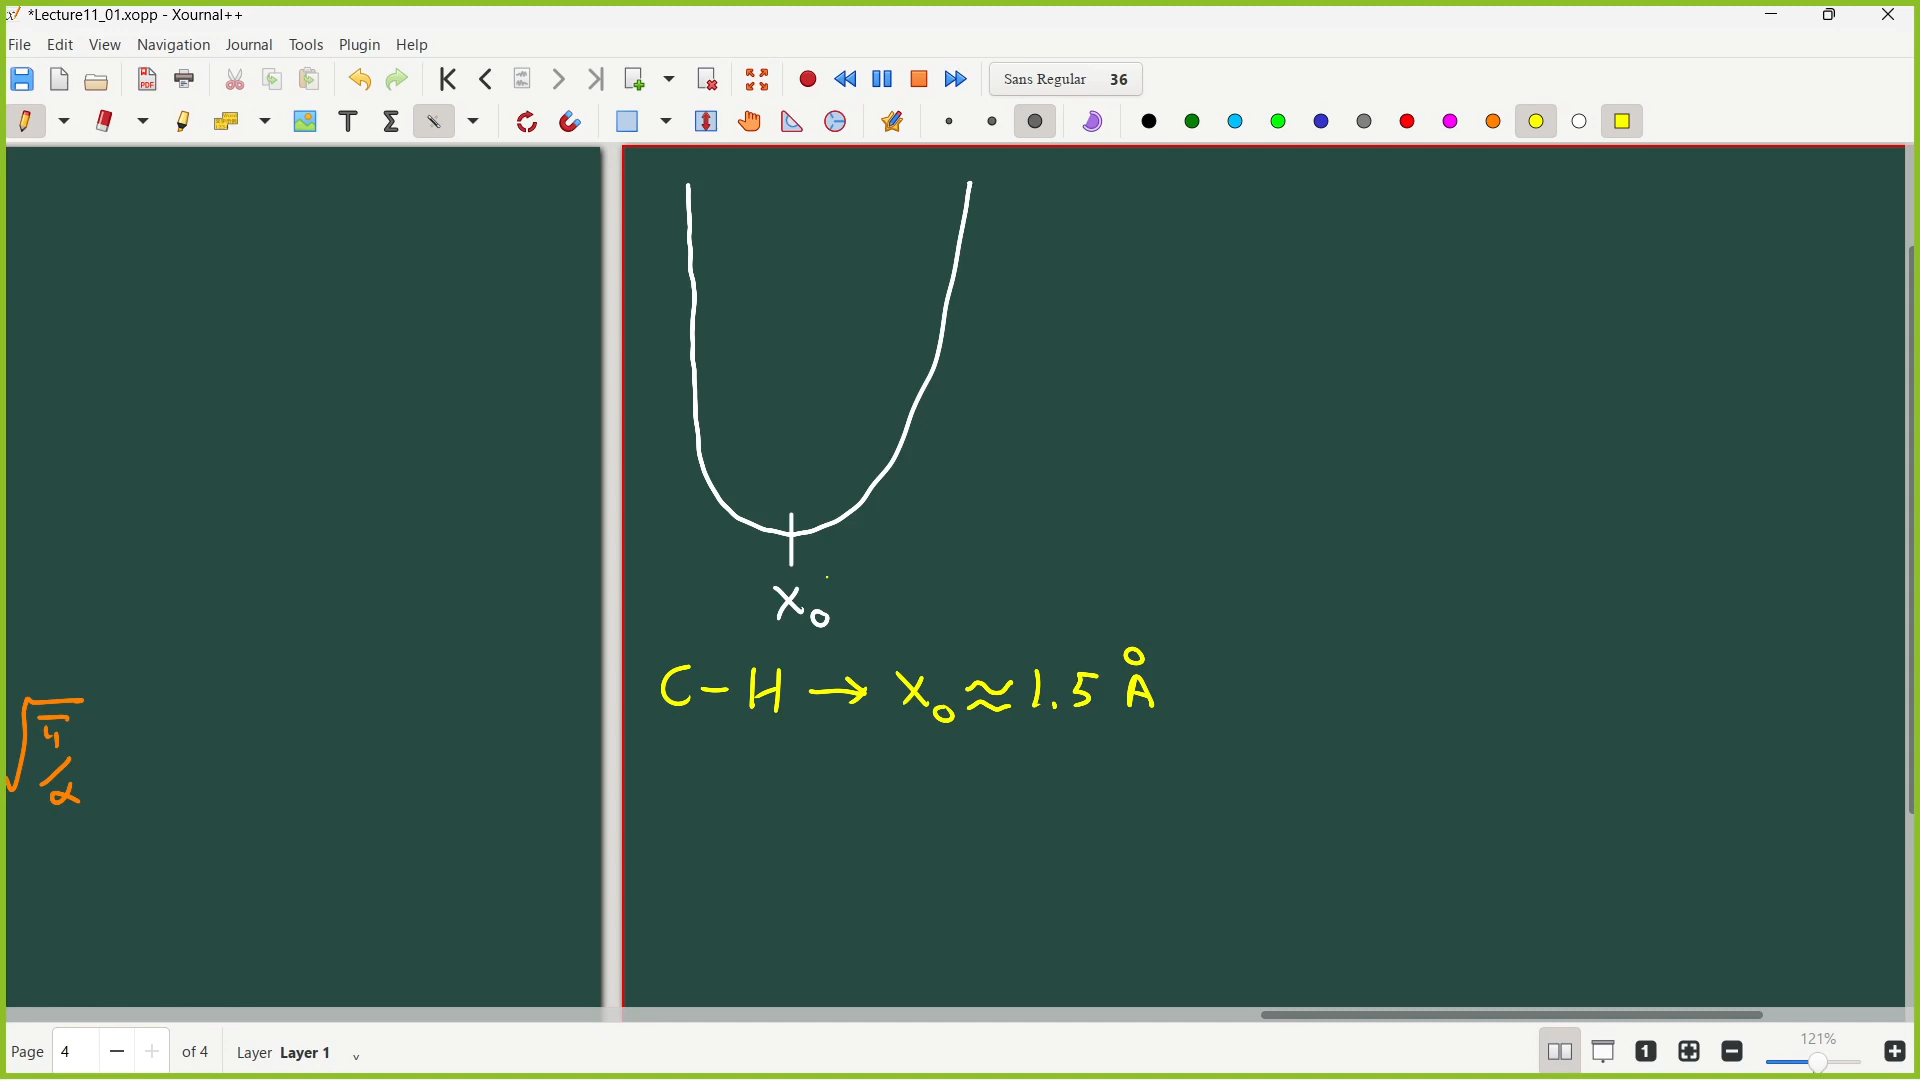 *Lecture11_01.xopp - Xournal++
File Edit View Navigation Journal Tools Plugin Help
Sans Regular 36
x₀
C-H → x₀ ≈ 1.5 Å
Page 4 of 4 Layer Layer 1 121%